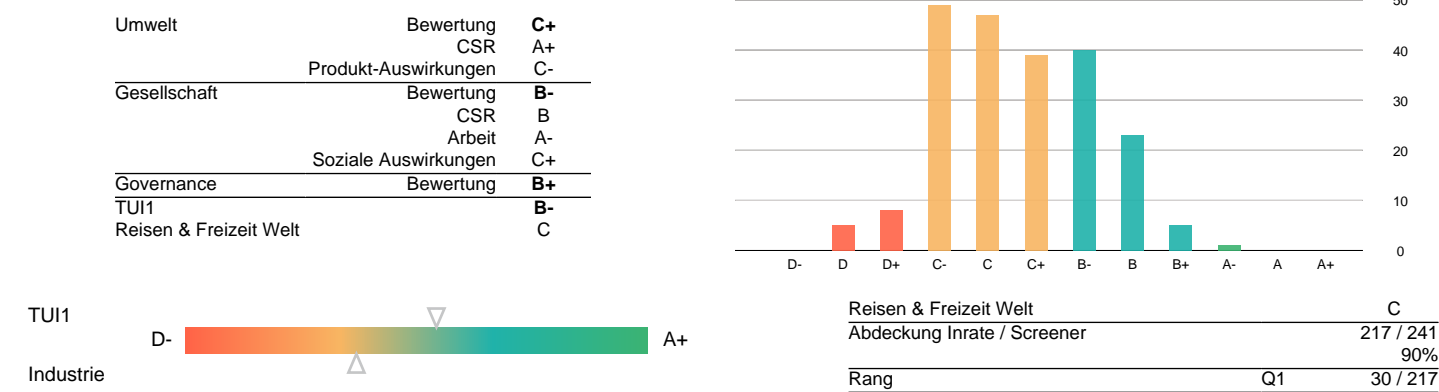 Umwelt Bewertung C+
CSR A+
Produkt-Auswirkungen C-
Gesellschaft Bewertung B-
CSR B
Arbeit A-
Soziale Auswirkungen C+
Governance Bewertung B+
TUI1 B-
Reisen & Freizeit Welt C
50
40
30
20
10
0
D- D D+ C- C C+ B- B B+ A- A A+
TUI1
D- A+
Industrie
Reisen & Freizeit Welt C
Abdeckung Inrate / Screener 217 / 241
90%
Rang Q1 30 / 217